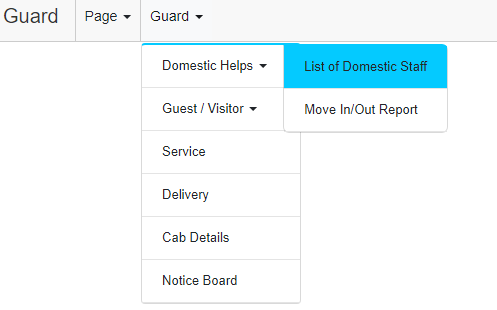 Guard Page Guard
Domestic Helps List of Domestic Staff
Guest / Visitor Move In/Out Report
Service
Delivery
Cab Details
Notice Board